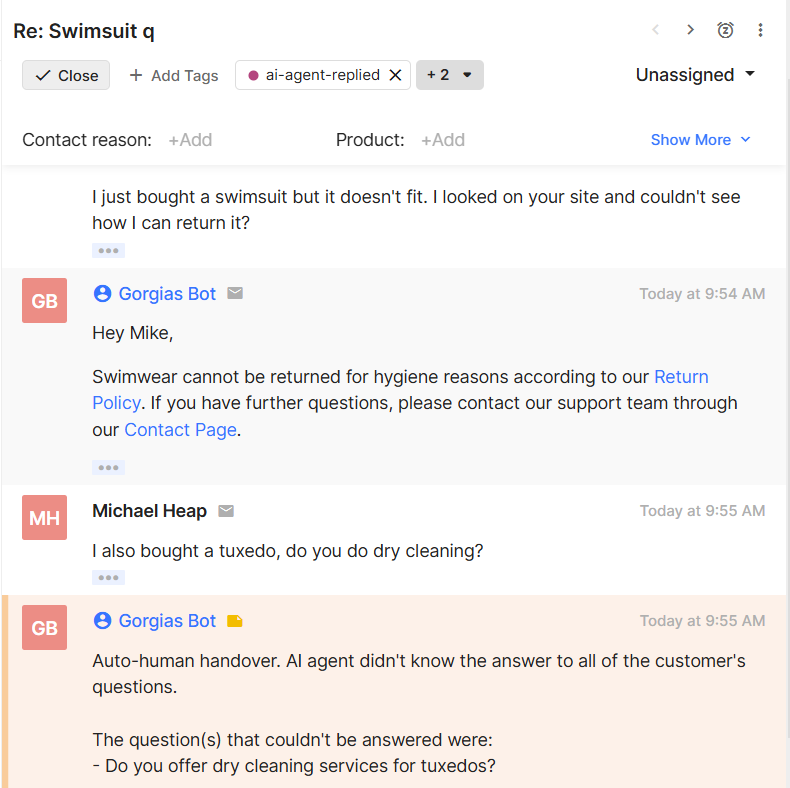 Re: Swimsuit q
Close
+ Add Tags
ai-agent-replied
+ 2
Unassigned
Contact reason: +Add
Product: +Add
Show More
I just bought a swimsuit but it doesn't fit. I looked on your site and couldn't see
how I can return it?
GB
Gorgias Bot
Today at 9:54 AM
Hey Mike,
Swimwear cannot be returned for hygiene reasons according to our Return
Policy. If you have further questions, please contact our support team through
our Contact Page.
MH
Michael Heap
Today at 9:55 AM
I also bought a tuxedo, do you do dry cleaning?
GB
Gorgias Bot
Today at 9:55 AM
Auto-human handover. AI agent didn't know the answer to all of the customer's
questions.
The question(s) that couldn't be answered were:
- Do you offer dry cleaning services for tuxedos?